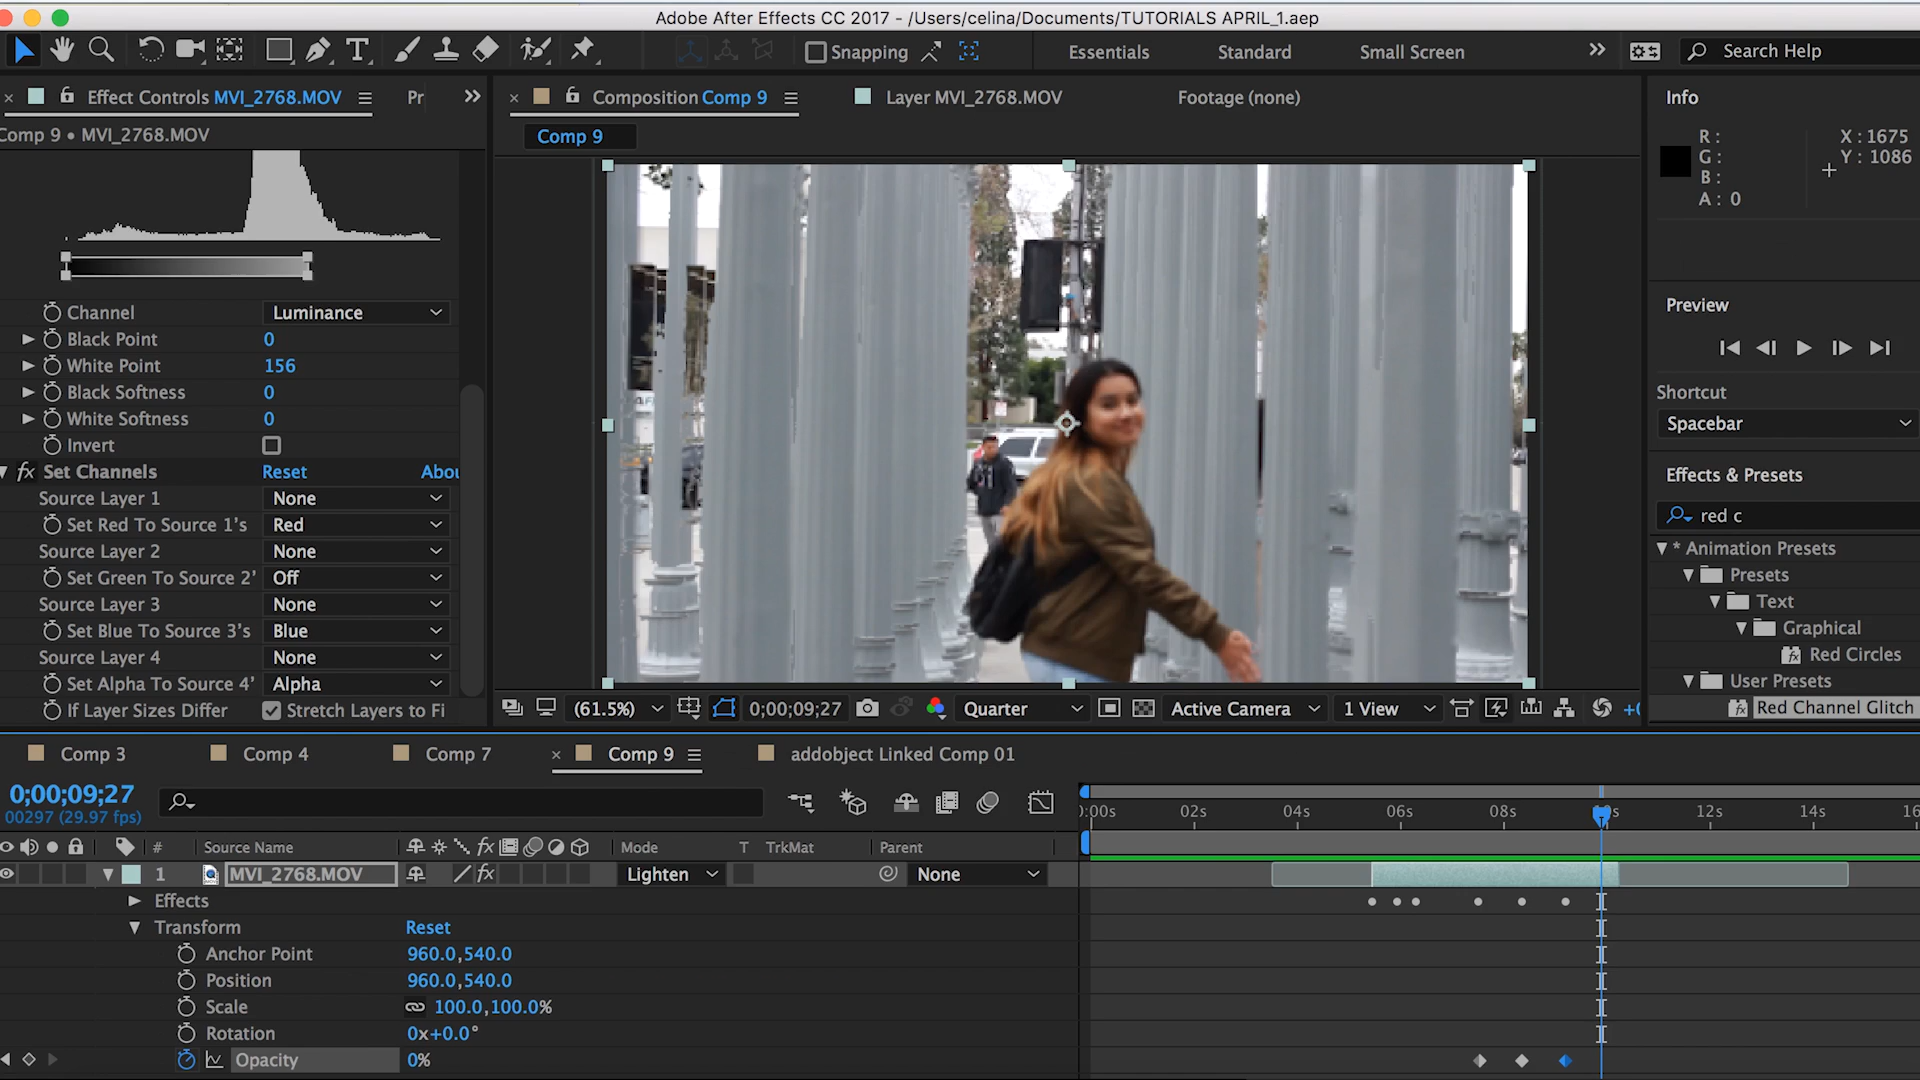 Adobe After Effects CC 2017 - /Users/celina/Documents/TUTORIALS APRIL_1.aep
Snapping
Essentials
Standard
Small Screen
Search Help
Effect Controls MVI_2768.MOV
Pr
Composition Comp 9
Layer MVI_2768.MOV
Footage (none)
Info
Comp 9 • MVI_2768.MOV
Comp 9
R :
G :
B :
A : 0
X : 1675
Y : 1086
Channel Luminance
Black Point 0
White Point 156
Black Softness 0
White Softness 0
Invert
fx Set Channels Reset Abou
Source Layer 1 None
Set Red To Source 1's Red
Source Layer 2 None
Set Green To Source 2' Off
Source Layer 3 None
Set Blue To Source 3's Blue
Source Layer 4 None
Set Alpha To Source 4' Alpha
If Layer Sizes Differ Stretch Layers to Fi
(61.5%) 0;00;09;27 Quarter Active Camera 1 View +0
Preview
Shortcut
Spacebar
Effects & Presets
red c
* Animation Presets
Presets
Text
Graphical
Red Circles
User Presets
Red Channel Glitch
Comp 3
Comp 4
Comp 7
Comp 9
addobject Linked Comp 01
0;00;09;27
00297 (29.97 fps)
):00s 02s 04s 06s 08s 12s 14s 16
# Source Name fx Mode T TrkMat Parent
1 MVI_2768.MOV fx Lighten None
Effects
Transform Reset
Anchor Point 960.0,540.0
Position 960.0,540.0
Scale 100.0,100.0%
Rotation 0x+0.0°
Opacity 0%